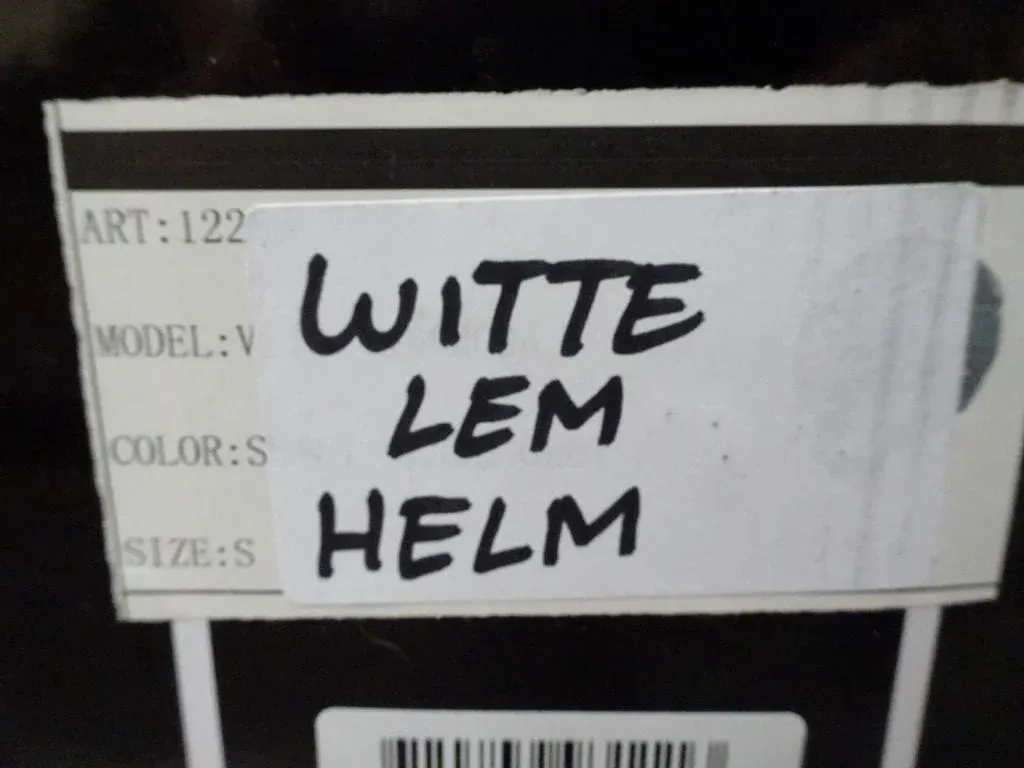 ART:122
WITTE
MODEL:V
LEM
COLOR:S
HELM
SIZE:S